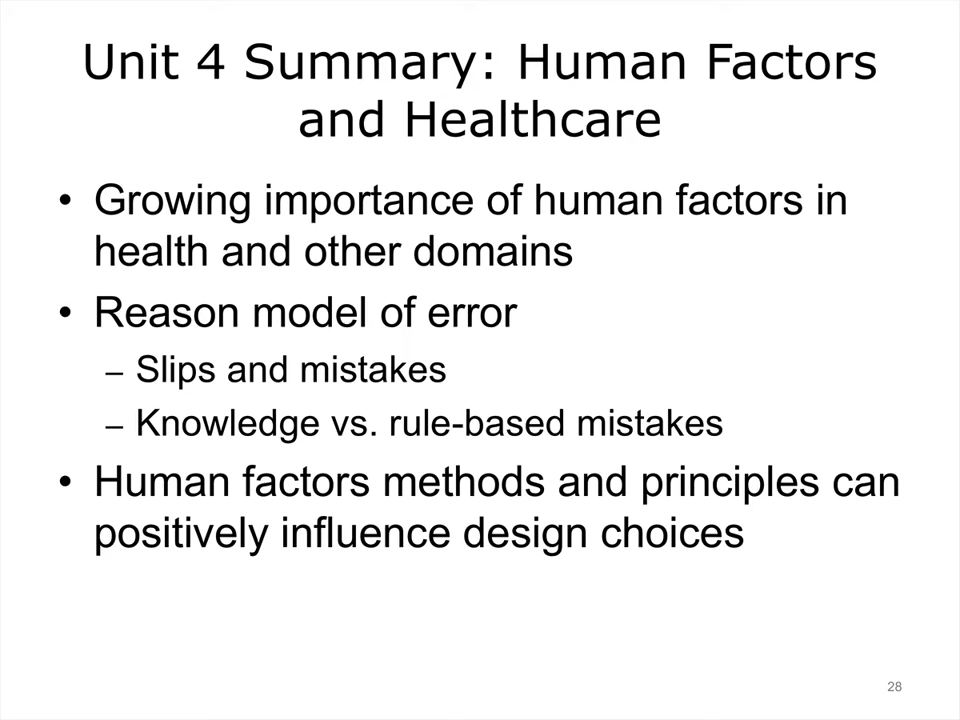 Unit 4 Summary: Human Factors
and Healthcare
• Growing importance of human factors in
health and other domains
• Reason model of error
– Slips and mistakes
– Knowledge vs. rule-based mistakes
• Human factors methods and principles can
positively influence design choices
28